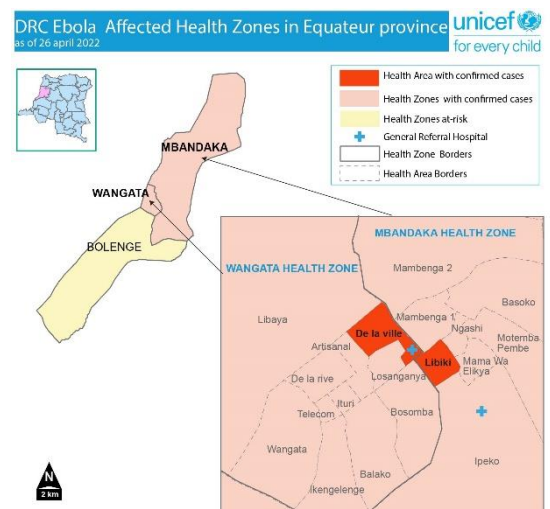 DRC Ebola Affected Health Zones in Equateur province
as of 26 april 2022
unicef
for every child
Health Area with confirmed cases
Health Zones with confirmed cases
Health Zones at-risk
General Referral Hospital
Health Zone Borders
Health Area Borders
MBANDAKA
WANGATA
BOLENGE
MBANDAKA HEALTH ZONE
WANGATA HEALTH ZONE
Mambenga 2
Basoko
Libaya
Mambenga 1
Ngashi
De la ville
Motemba
Pembe
Artisanal
Libiki
Mama Wa
Elikya
De la rive
Losanganya
Ituri
Telecom
Bosomba
Wangata
Ipeko
Balako
Ikengelenge
N
2 km